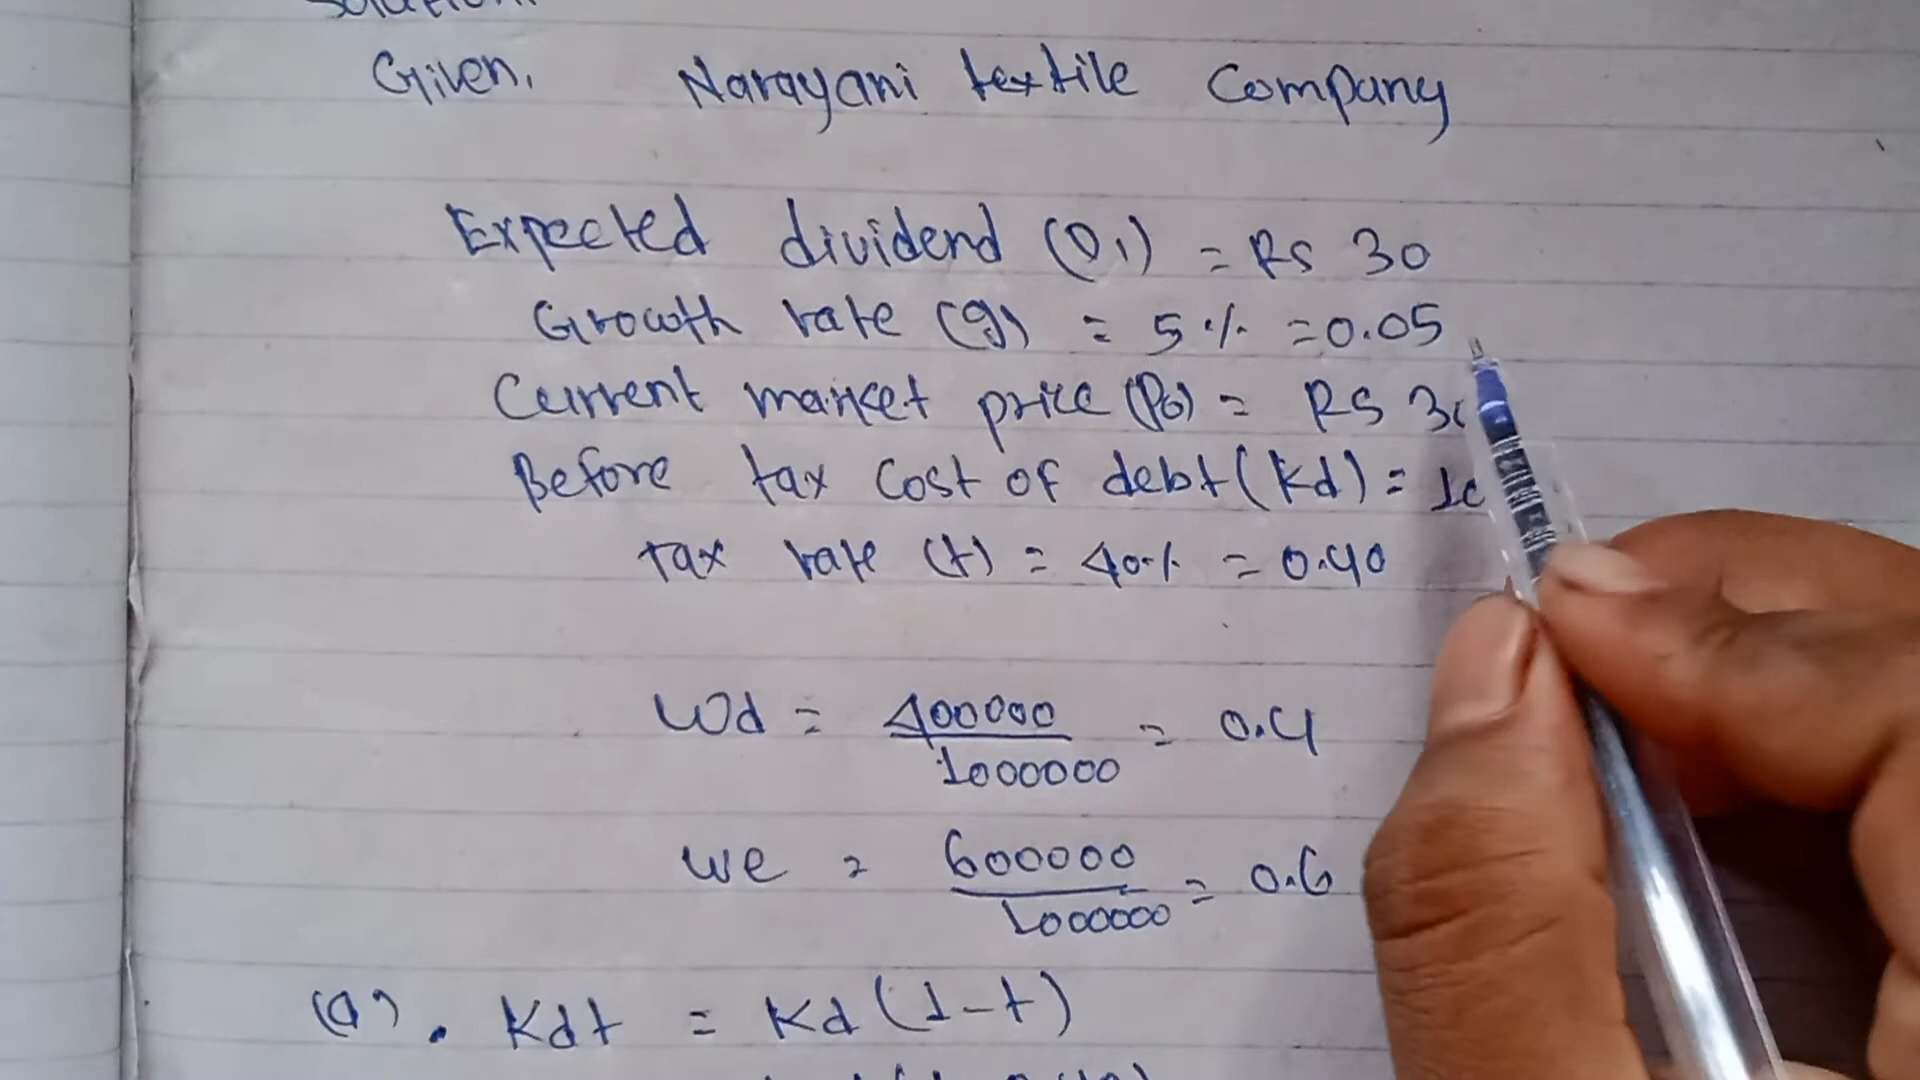 Given, Narayani textile Company
Expected dividend (D1) = Rs 30
Growth rate (g) = 5% = 0.05
Current market price (P0) = RS
Before tax cost of debt (Kd) =
tax rate (t) = 40% = 0.40
Wd = 400000/1000000 = 0.4
we = 600000/1000000 = 0.6
(a). Kdt = Kd (1-t)